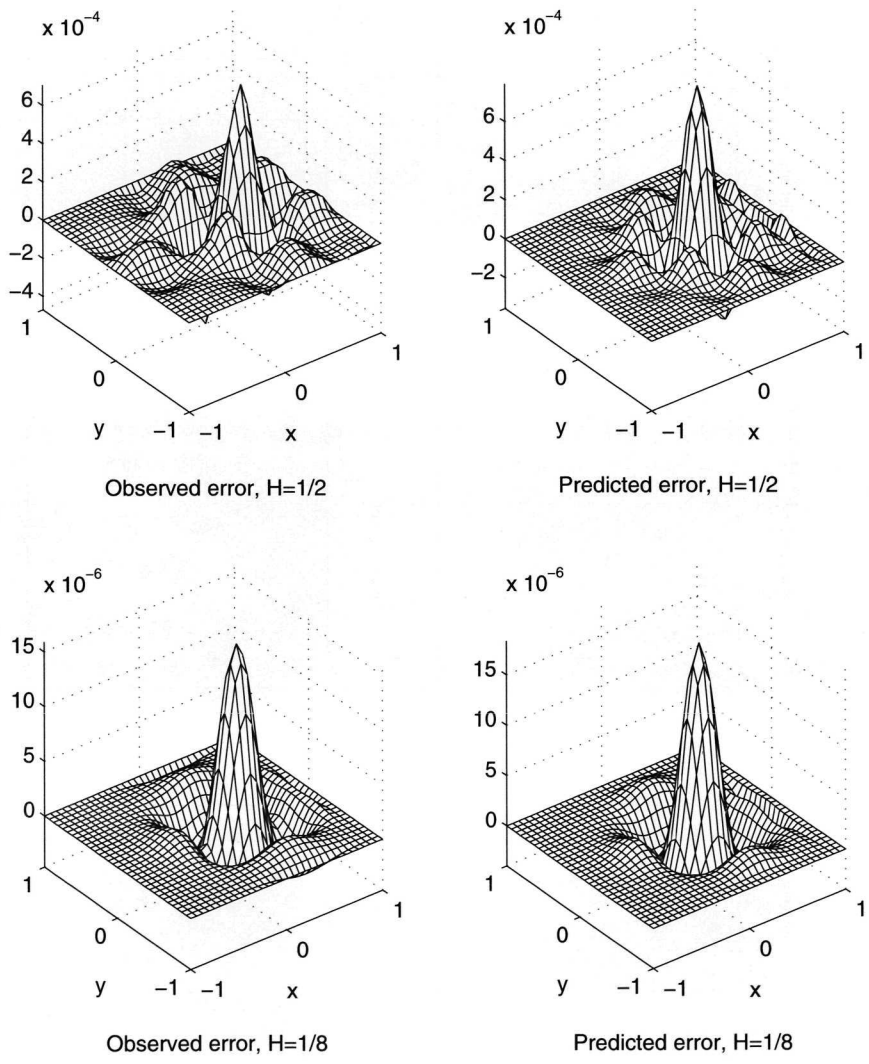 x 10⁻⁴
6
4
2
0
−2
−4
1
0
−1
y
−1
0
1
x
Observed error, H=1/2
x 10⁻⁴
6
4
2
0
−2
1
0
−1
y
−1
0
1
x
Predicted error, H=1/2
x 10⁻⁶
15
10
5
0
1
0
−1
y
−1
0
1
x
Observed error, H=1/8
x 10⁻⁶
15
10
5
0
1
0
−1
y
−1
0
1
x
Predicted error, H=1/8